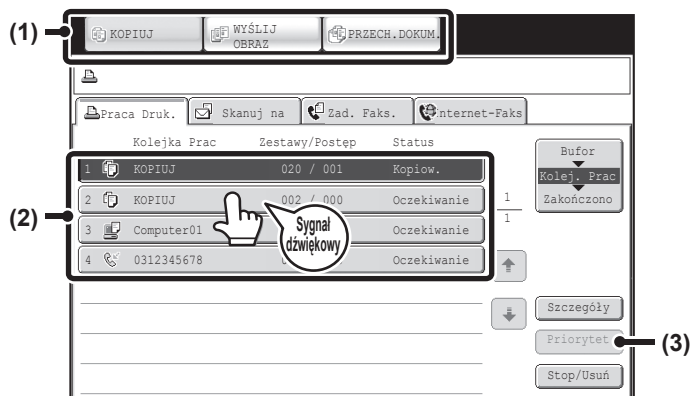 (1)
KOPIUJ
WYŚLIJ
OBRAZ
PRZECH.DOKUM.
Praca Druk.
Skanuj na
Zad. Faks.
nternet-Faks
Kolejka Prac Zestawy/Postęp Status
1 KOPIUJ 020 / 001 Kopiow.
2 KOPIUJ 002 / 000 Oczekiwanie
3 Computer01 Oczekiwanie
4 0312345678 Oczekiwanie
(2)
Sygnał
dźwiękowy
1
1
Bufor
Kolej. Prac
Zakończono
Szczegóły
Priorytet
(3)
Stop/Usuń